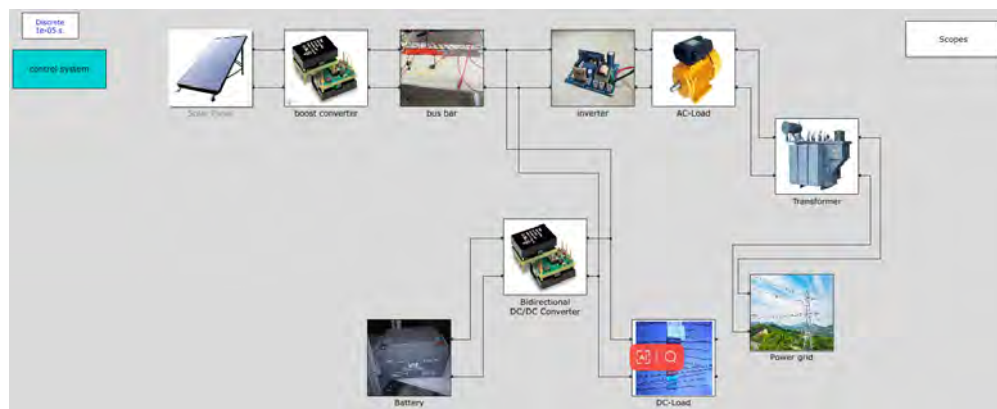 Discrete
1e-05 s.
control system
Solar Panel
boost converter
bus bar
inverter
AC-Load
Scopes
Transformer
Bidirectional
DC/DC Converter
Battery
DC-Load
Power grid